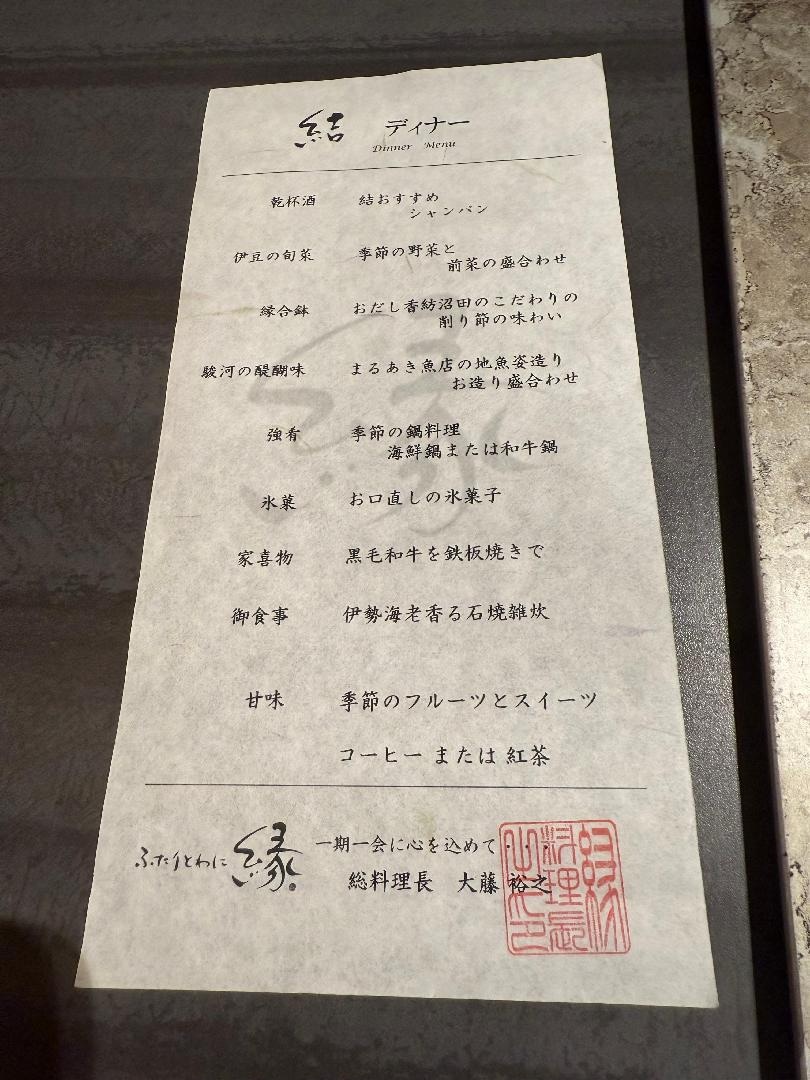 結 ディナー
Dinner Menu
乾杯酒 結おすすめ
シャンパン
伊豆の旬菜 季節の野菜と
前菜の盛合わせ
縁合鉢 おだし香紡沼田のこだわりの
削り節の味わい
駿河の醍醐味 まるあき魚店の地魚姿造り
お造り盛合わせ
強肴 季節の鍋料理
海鮮鍋または和牛鍋
氷菓 お口直しの氷菓子
家喜物 黒毛和牛を鉄板焼きで
御食事 伊勢海老香る石焼雑炊
甘味 季節のフルーツとスイーツ
コーヒー または 紅茶
ふたりとわに 縁。 一期一会に心を込めて・・・
総料理長 大藤 裕之
縁
料理長
之印